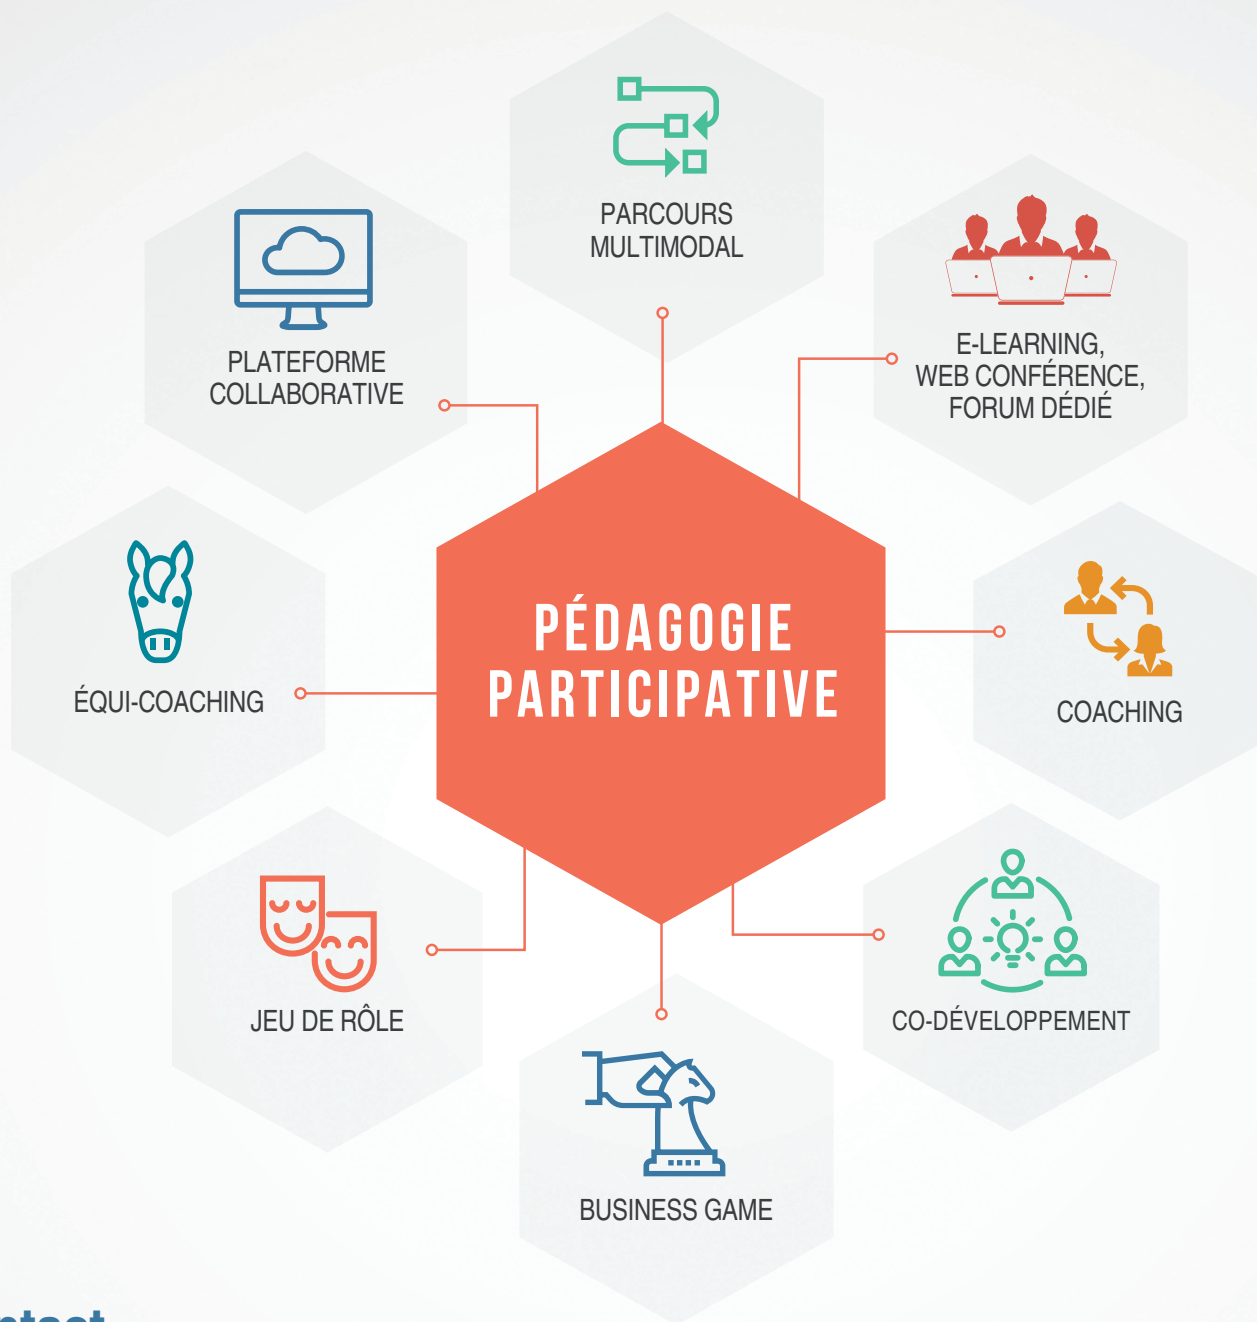 PARCOURS
MULTIMODAL
PLATEFORME
COLLABORATIVE
E-LEARNING,
WEB CONFÉRENCE,
FORUM DÉDIÉ
PÉDAGOGIE
PARTICIPATIVE
ÉQUI-COACHING
COACHING
JEU DE RÔLE
CO-DÉVELOPPEMENT
BUSINESS GAME